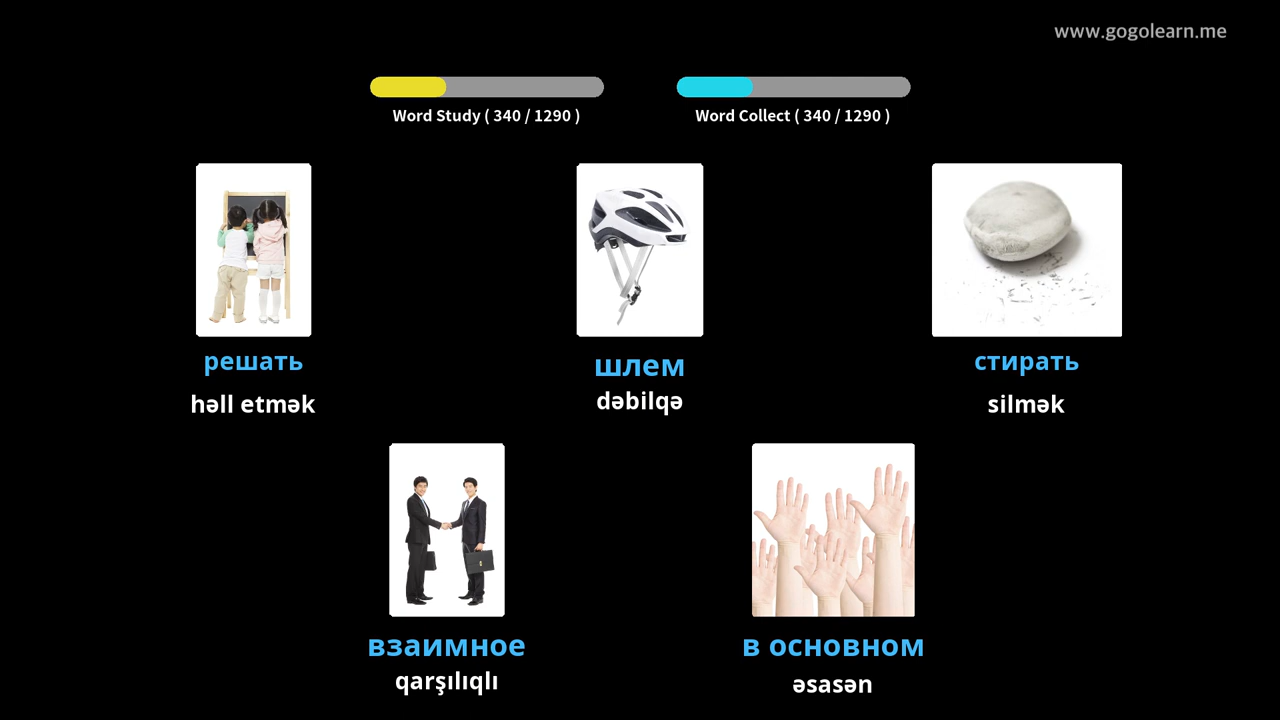 www.gogolearn.me
Word Study ( 340 / 1290 )
Word Collect ( 340 / 1290 )
решать
həll etmək
шлем
dəbilqə
стирать
silmək
взаимное
qarşılıqlı
в основном
əsasən